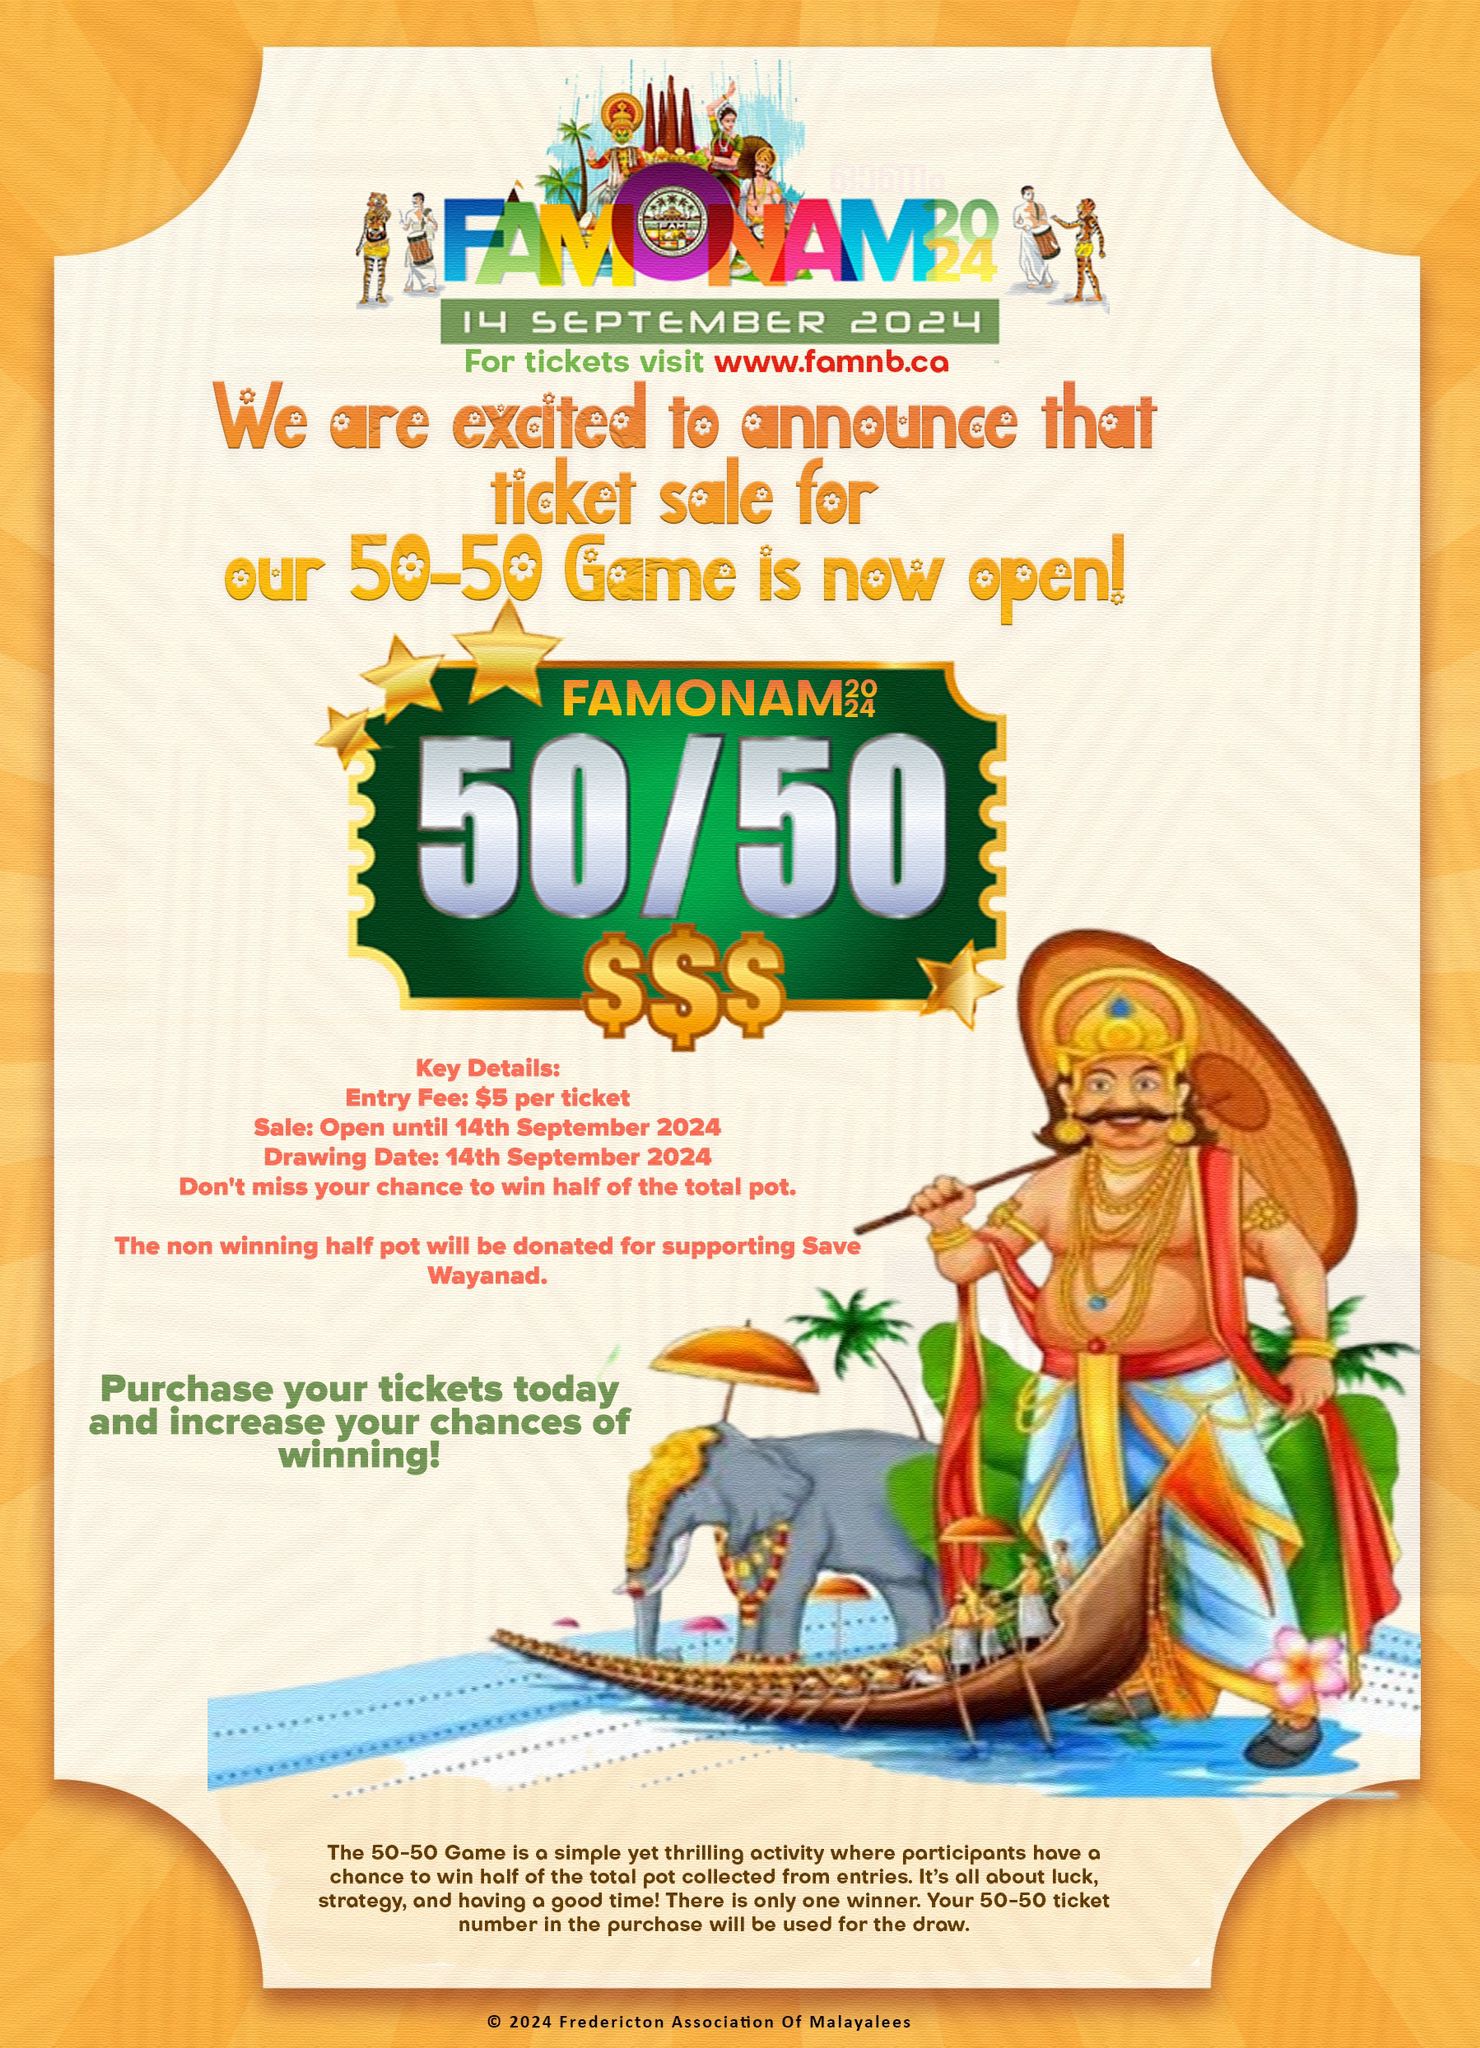 FAMONAM 2024
14 SEPTEMBER 2024
For tickets visit www.famnb.ca
We are excited to announce that
ticket sale for
our 50-50 Game is now open!
FAMONAM 2024
50/50
$$$
Key Details:
Entry Fee: $5 per ticket
Sale: Open until 14th September 2024
Drawing Date: 14th September 2024
Don't miss your chance to win half of the total pot.
The non winning half pot will be donated for supporting Save
Wayanad.
Purchase your tickets today
and increase your chances of
winning!
The 50-50 Game is a simple yet thrilling activity where participants have a
chance to win half of the total pot collected from entries. It's all about luck,
strategy, and having a good time! There is only one winner. Your 50-50 ticket
number in the purchase will be used for the draw.
© 2024 Fredericton Association Of Malayalees